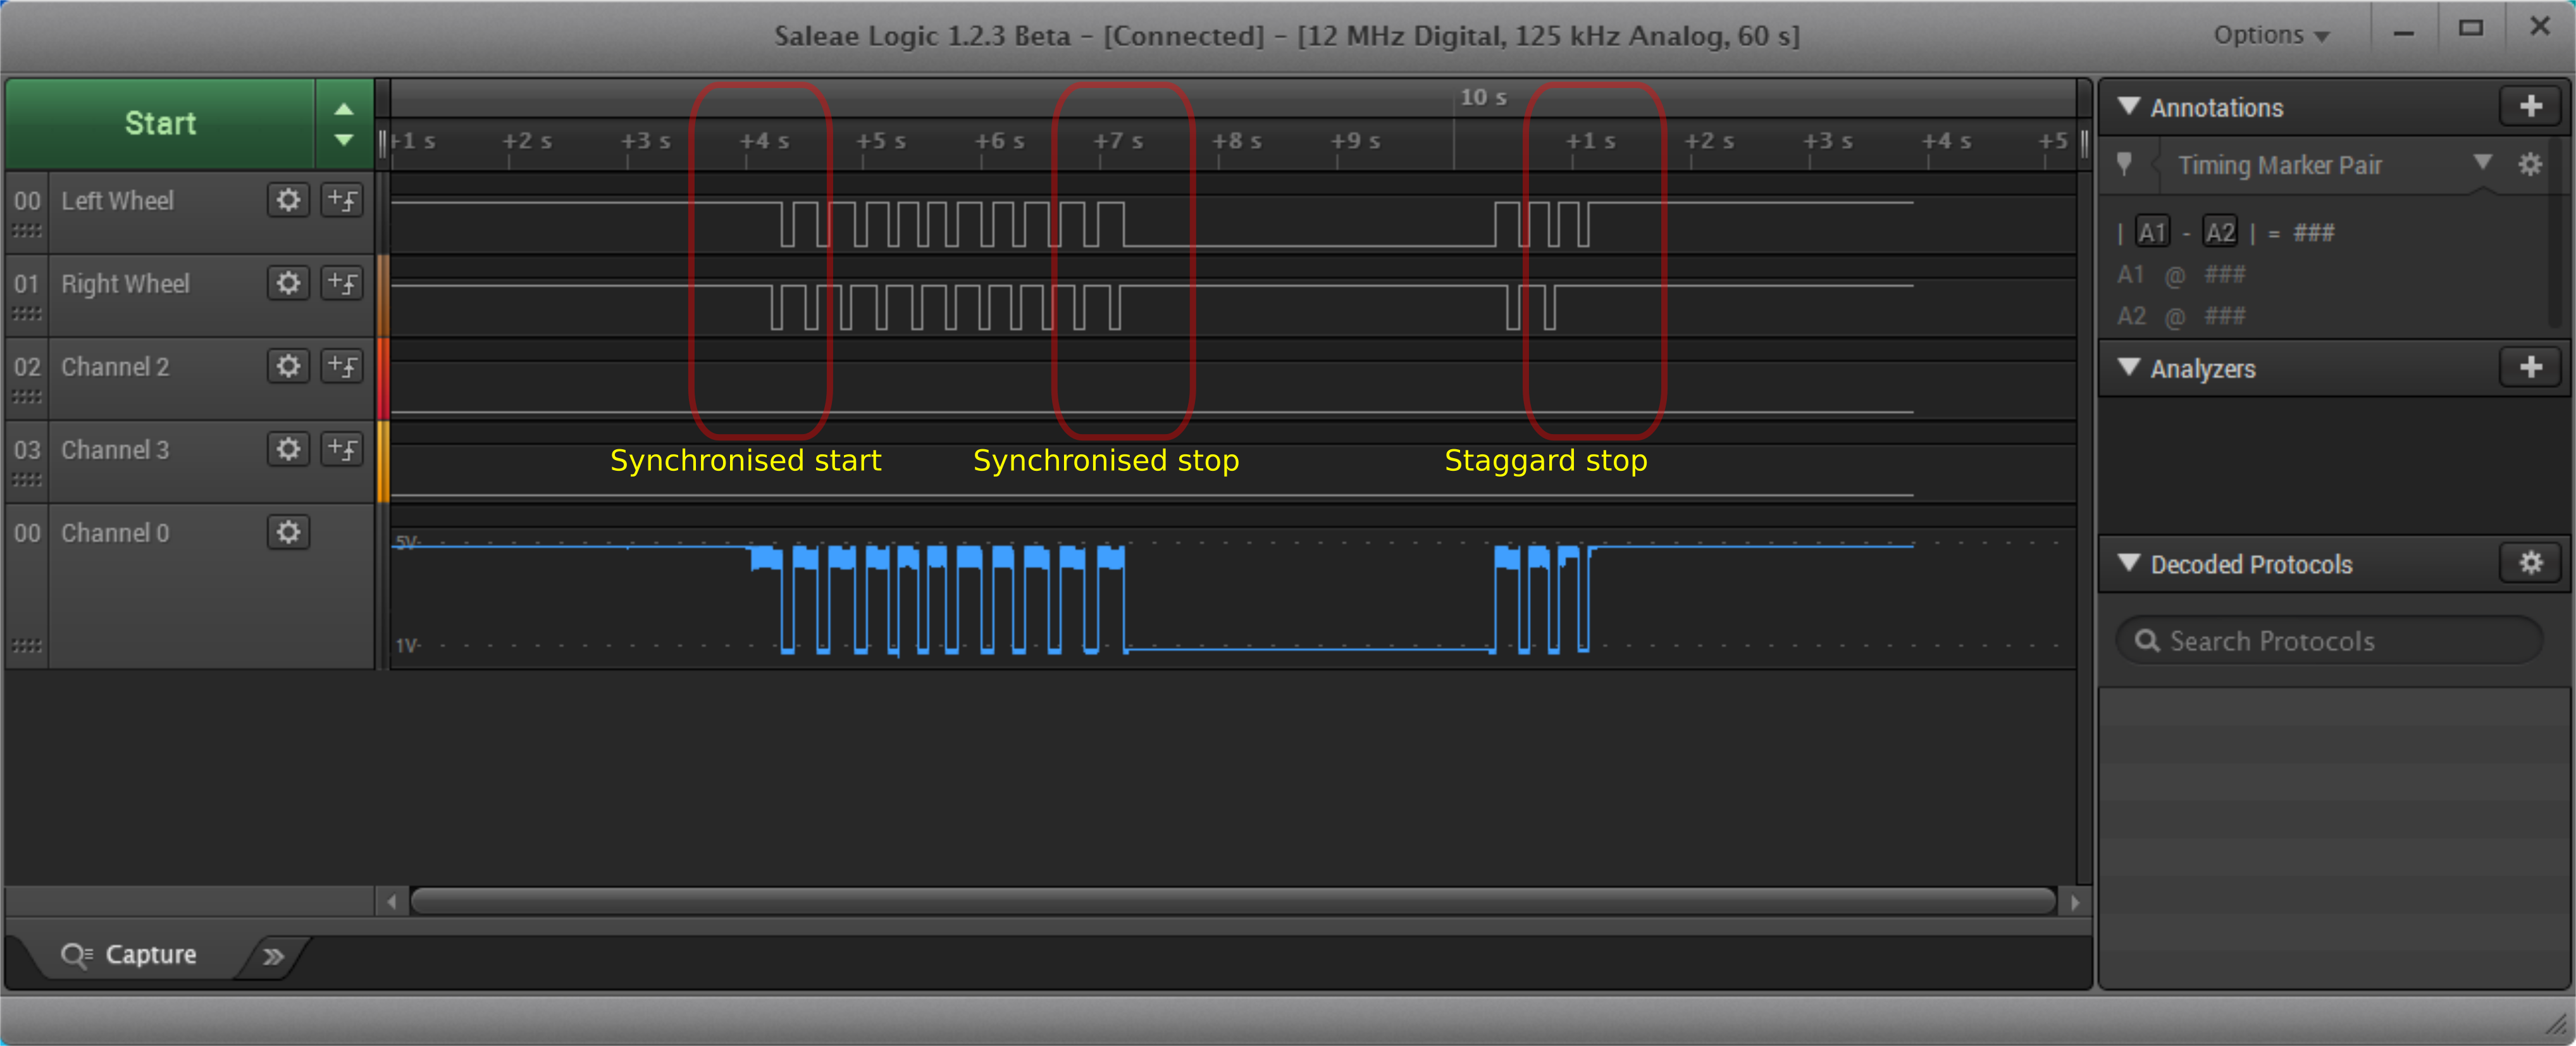 Saleae Logic 1.2.3 Beta - [Connected] - [12 MHz Digital, 125 kHz Analog, 60 s]
Options
Start
10 s
+1 s +2 s +3 s +4 s +5 s +6 s +7 s +8 s +9 s +1 s +2 s +3 s +4 s +5
00 Left Wheel
01 Right Wheel
02 Channel 2
03 Channel 3
Synchronised start Synchronised stop Staggard stop
00 Channel 0
5V
1V
Capture
Annotations
Timing Marker Pair
| A1 - A2 | = ###
A1 @ ###
A2 @ ###
Analyzers
Decoded Protocols
Search Protocols